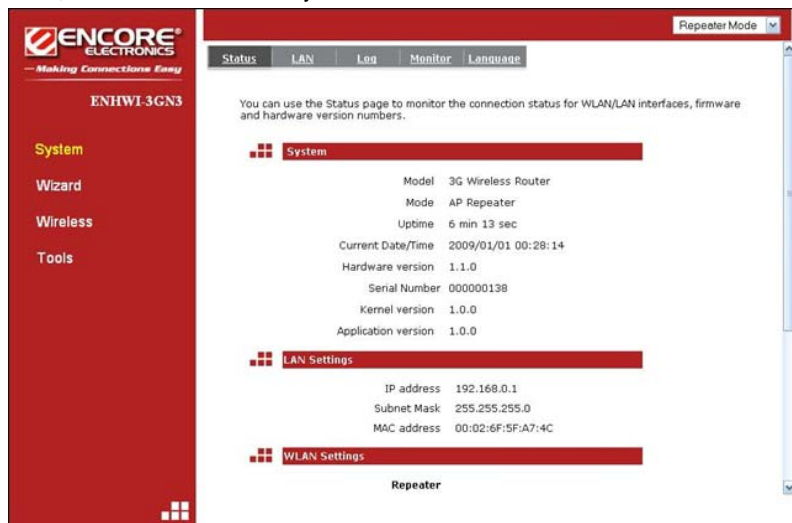 Repeater Mode
ENCORE®
ELECTRONICS
Making Connections Easy
Status LAN Log Monitor Language
ENHWI-3GN3
System
Wizard
Wireless
Tools
You can use the Status page to monitor the connection status for WLAN/LAN interfaces, firmware
and hardware version numbers.
System
Model 3G Wireless Router
Mode AP Repeater
Uptime 6 min 13 sec
Current Date/Time 2009/01/01 00:28:14
Hardware version 1.1.0
Serial Number 000000138
Kernel version 1.0.0
Application version 1.0.0
LAN Settings
IP address 192.168.0.1
Subnet Mask 255.255.255.0
MAC address 00:02:6F:5F:A7:4C
WLAN Settings
Repeater